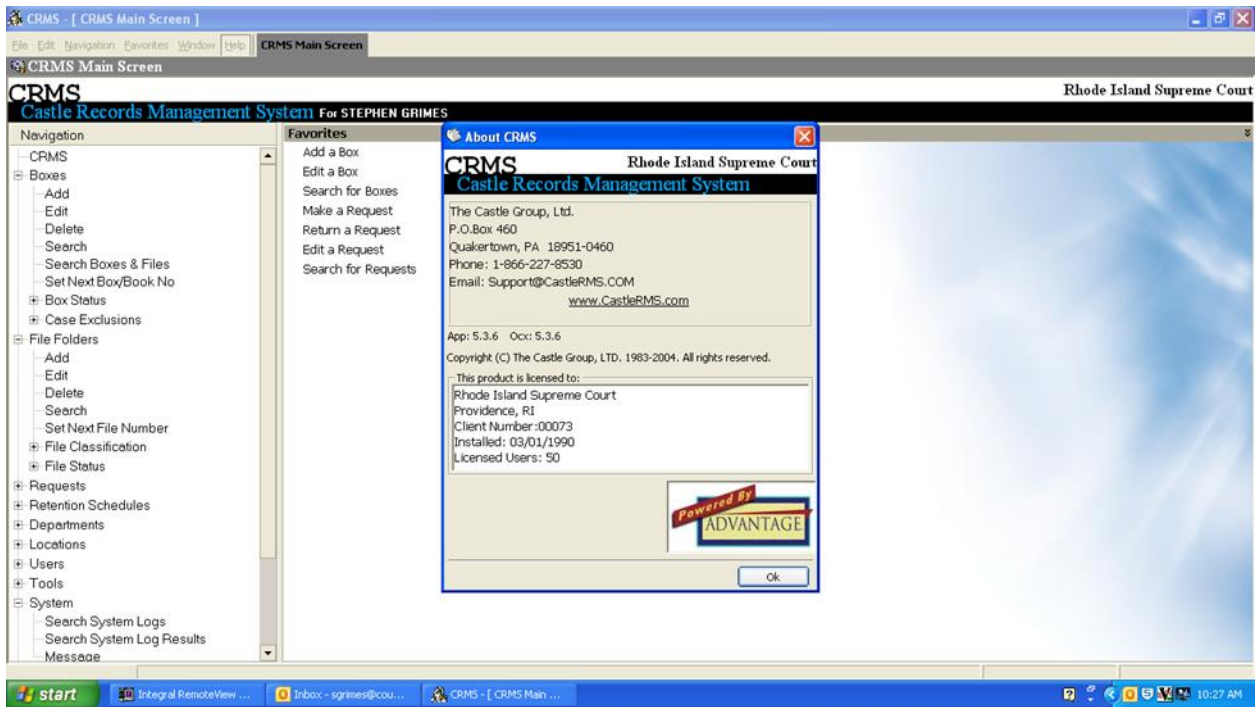 CRMS - [ CRMS Main Screen ]
File Edit Navigation Favorites Window Help CRMS Main Screen
CRMS Main Screen
CRMS
Rhode Island Supreme Court
Castle Records Management System For STEPHEN GRIMES
Navigation
CRMS
Boxes
Add
Edit
Delete
Search
Search Boxes & Files
Set Next Box/Book No
Box Status
Case Exclusions
File Folders
Add
Edit
Delete
Search
Set Next File Number
File Classification
File Status
Requests
Retention Schedules
Departments
Locations
Users
Tools
System
Search System Logs
Search System Log Results
Message
Favorites
Add a Box
Edit a Box
Search for Boxes
Make a Request
Return a Request
Edit a Request
Search for Requests
About CRMS
CRMS
Rhode Island Supreme Court
Castle Records Management System
The Castle Group, Ltd.
P.O.Box 460
Quakertown, PA 18951-0460
Phone: 1-866-227-8530
Email: Support@CastleRMS.COM
www.CastleRMS.com
App: 5.3.6 Ocx: 5.3.6
Copyright (C) The Castle Group, LTD. 1983-2004. All rights reserved.
This product is licensed to:
Rhode Island Supreme Court
Providence, RI
Client Number:00073
Installed: 03/01/1990
Licensed Users: 50
Powered By
ADVANTAGE
Ok
start
Integral RemoteView ...
Inbox - sgrimes@cou...
CRMS - [ CRMS Main ...
10:27 AM